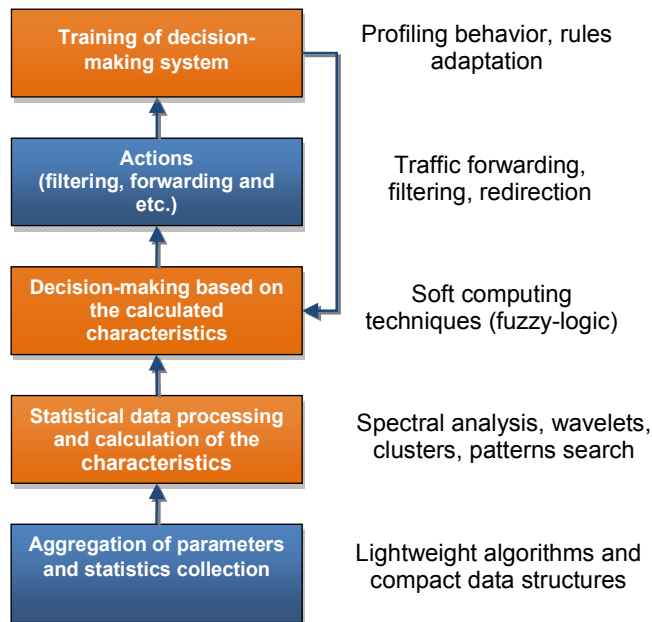 Training of decision-
making system
Profiling behavior, rules
adaptation
Actions
(filtering, forwarding and
etc.)
Traffic forwarding,
filtering, redirection
Decision-making based on
the calculated
characteristics
Soft computing
techniques (fuzzy-logic)
Statistical data processing
and calculation of the
characteristics
Spectral analysis, wavelets,
clusters, patterns search
Aggregation of parameters
and statistics collection
Lightweight algorithms and
compact data structures